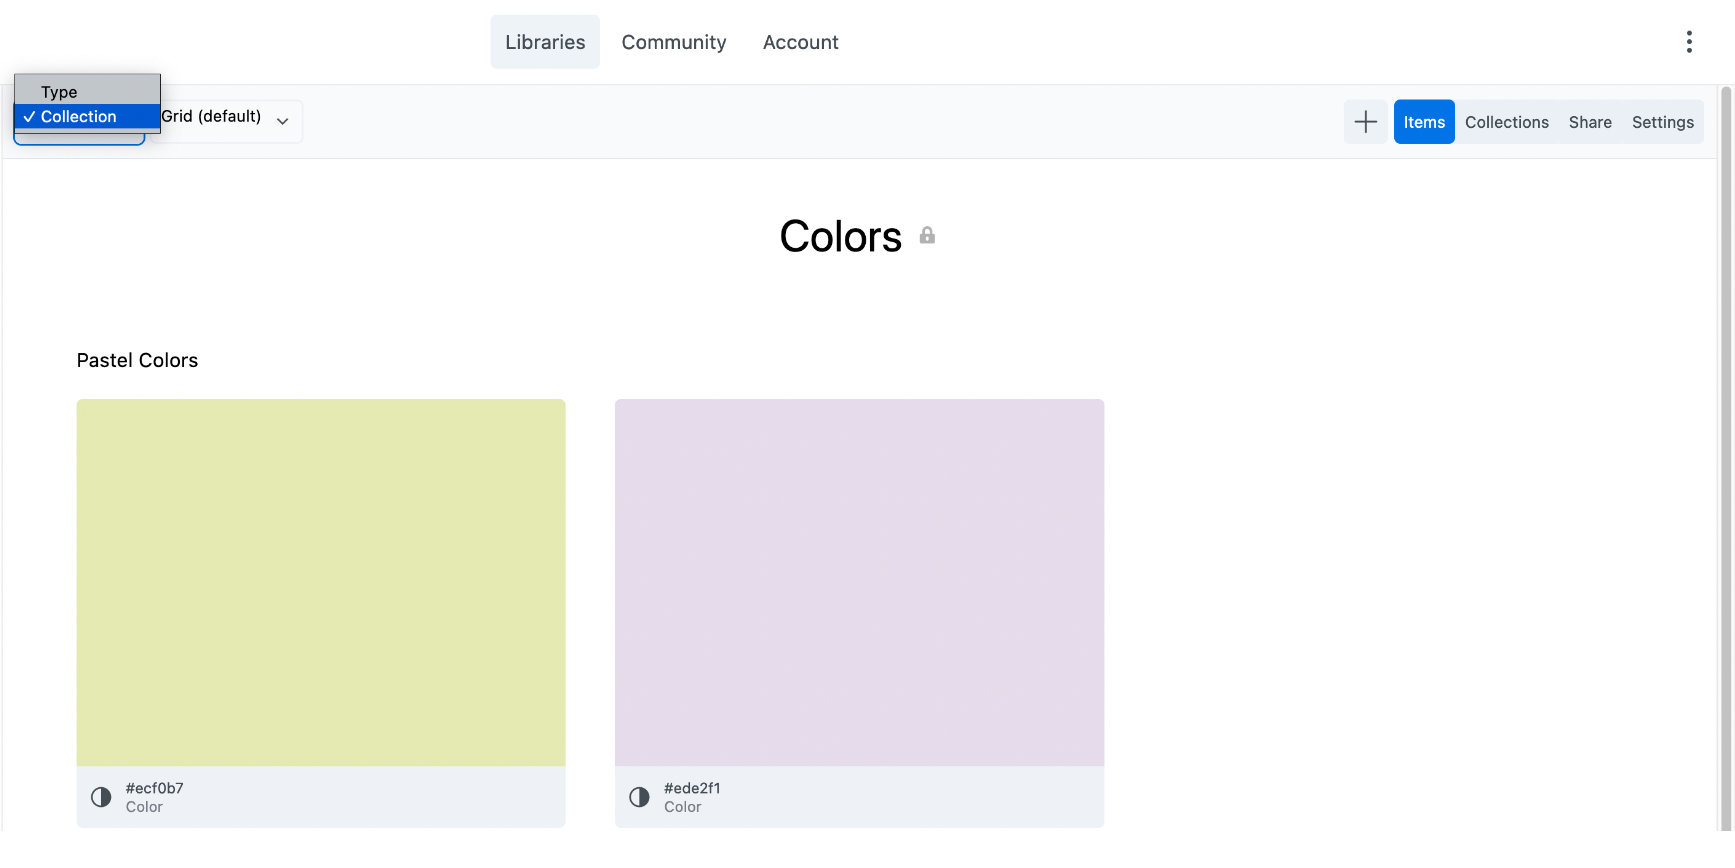 Libraries Community Account
Type
✓ Collection
Grid (default)
Items Collections Share Settings
Colors
Pastel Colors
#ecf0b7
Color
#ede2f1
Color